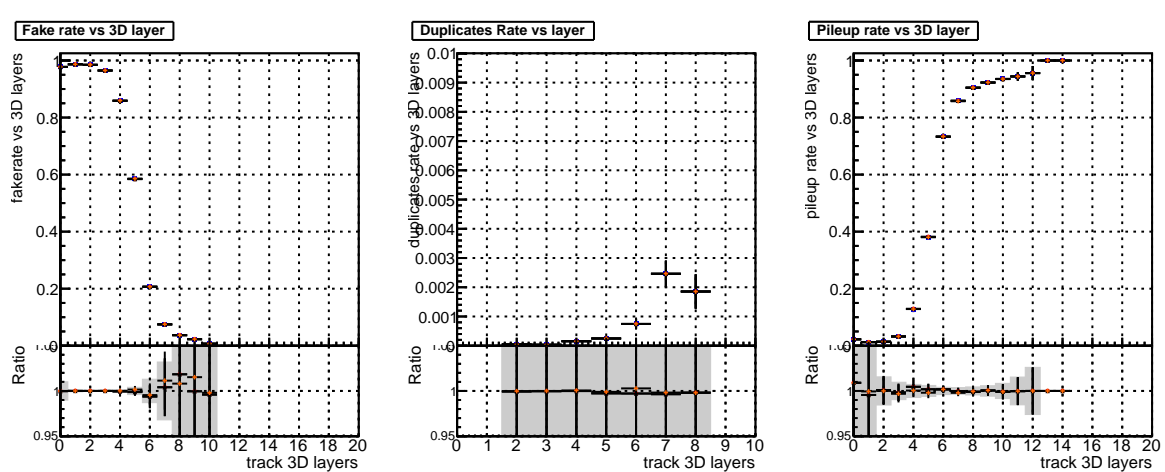 Fake rate vs 3D layer
fakerate vs 3D layers
1
0.8
0.6
0.4
0.2
Ratio
1
0.95
0 2 4 6 8 10 12 14 16 18 20
track 3D layers
Duplicates Rate vs layer
duplicates rate vs 3D layers
0.01
0.009
0.008
0.007
0.006
0.005
0.004
0.003
0.002
0.001
Ratio
1
0.95
0 1 2 3 4 5 6 7 8 9 10
track 3D layers
Pileup rate vs 3D layer
pileup rate vs 3D layers
1
0.8
0.6
0.4
0.2
Ratio
1
0.95
0 2 4 6 8 10 12 14 16 18 20
track 3D layers